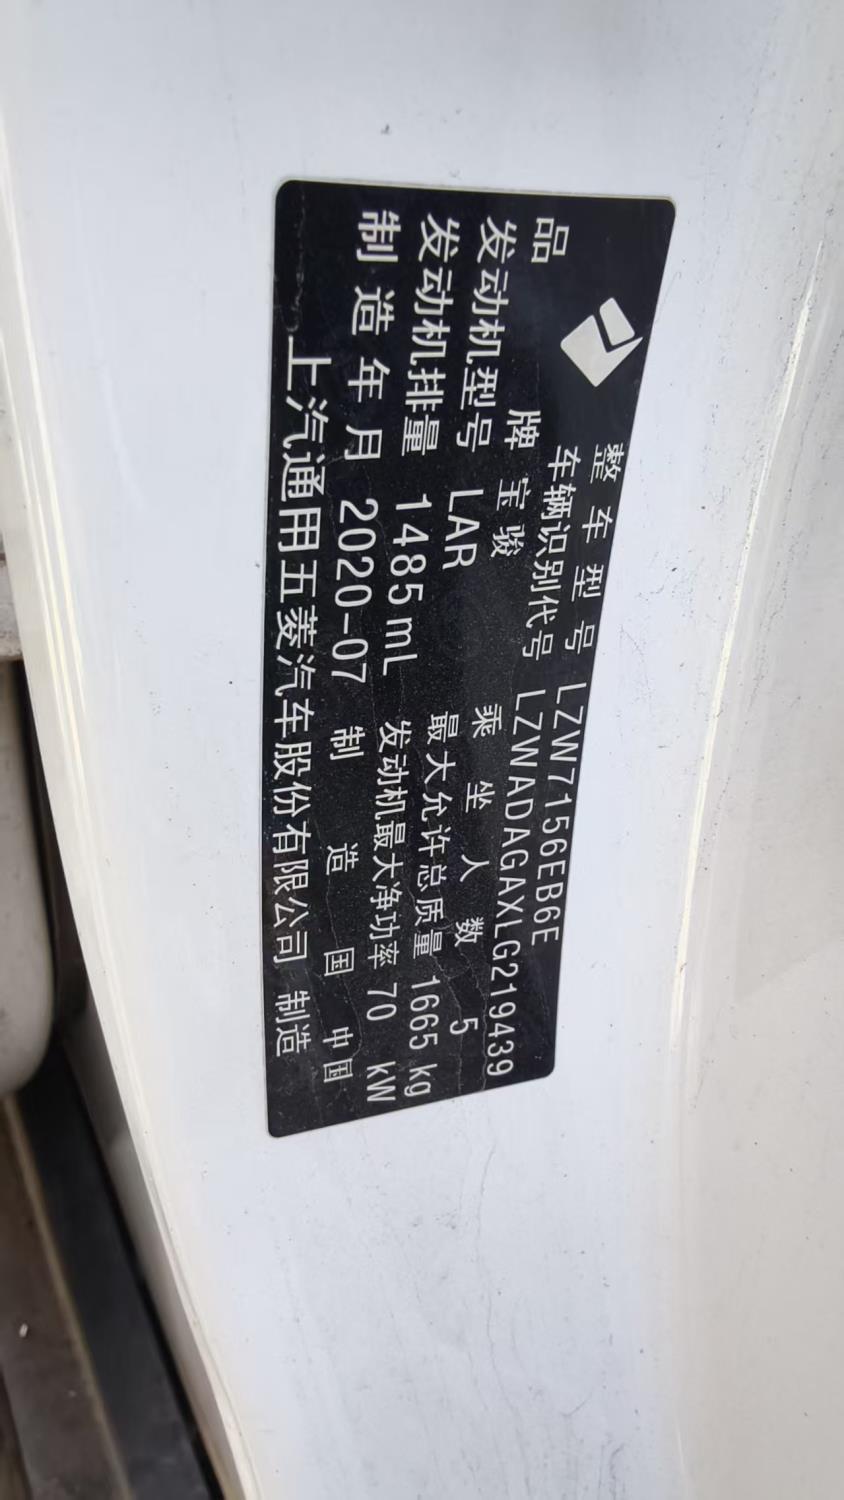 整车型号 LZW7156EB6E
车辆识别代号 LZWADAGAXLG219439
品牌 宝骏 乘坐人数 5
发动机型号 LAR 最大允许总质量 1665 kg
发动机排量 1485 mL 发动机最大净功率 70 kW
制造年月 2020-07 制造国 中国
上汽通用五菱汽车股份有限公司 制造